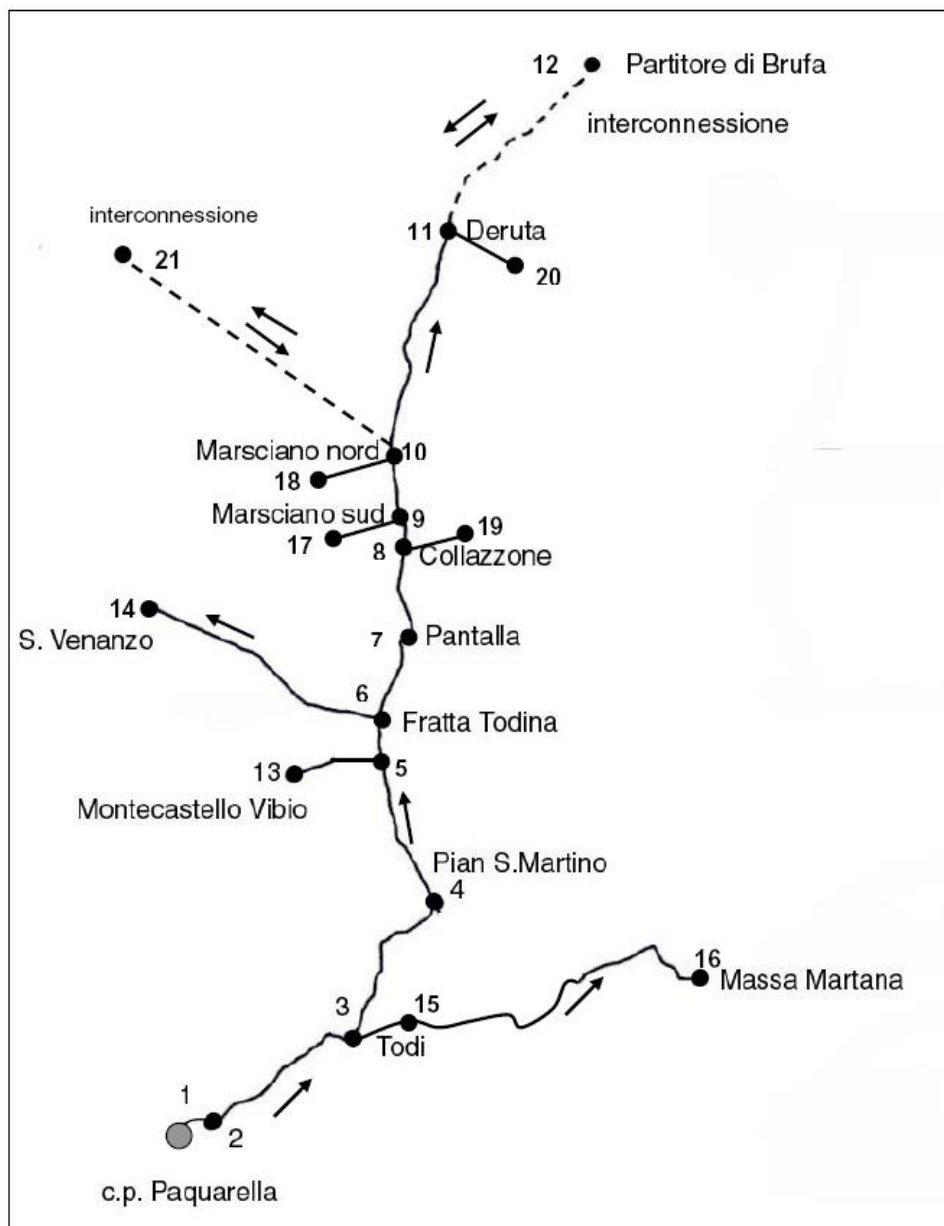 12 Partitore di Brufa
interconnessione
interconnessione
21
11 Deruta
20
Marsciano nord 10
18
Marsciano sud 9
19
17
8 Collazzone
14
S. Venanzo
7 Pantalla
6
Fratta Todina
13
5
Montecastello Vibio
Pian S.Martino
4
16
Massa Martana
3
15
Todi
1
2
c.p. Paquarella